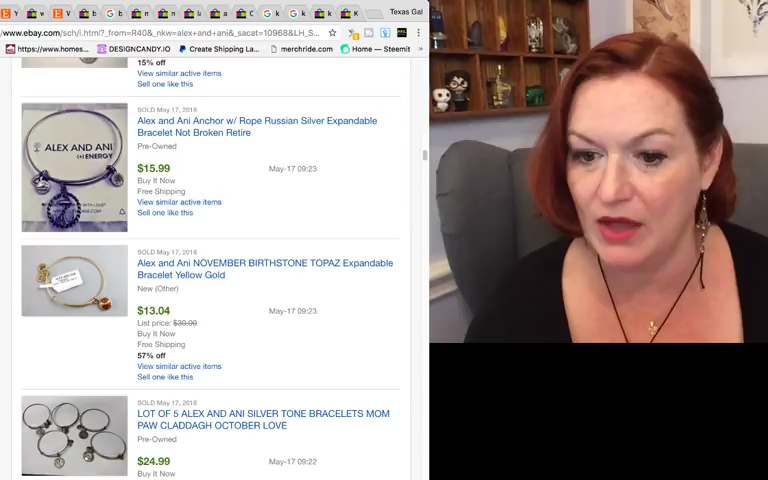 Y w b g b m n l n a C g k k k K Texas Gal
www.ebay.com/sch/i.html?_from=R40&_nkw=alex+and+ani&_sacat=10968&LH_S
https://www.homes... DESIGNCANDY.IO Create Shipping La... merchride.com Home – Steemit
15% off
View similar active items
Sell one like this
SOLD May 17, 2018
Alex and Ani Anchor w/ Rope Russian Silver Expandable
Bracelet Not Broken Retire
Pre-Owned
$15.99 May-17 09:23
Buy It Now
Free Shipping
View similar active items
Sell one like this
ALEX AND ANI
(+) ENERGY
SOLD May 17, 2018
Alex and Ani NOVEMBER BIRTHSTONE TOPAZ Expandable
Bracelet Yellow Gold
New (Other)
$13.04 May-17 09:23
List price: $30.00
Buy It Now
Free Shipping
57% off
View similar active items
Sell one like this
SOLD May 17, 2018
LOT OF 5 ALEX AND ANI SILVER TONE BRACELETS MOM
PAW CLADDAGH OCTOBER LOVE
Pre-Owned
$24.99 May-17 09:22
Buy It Now